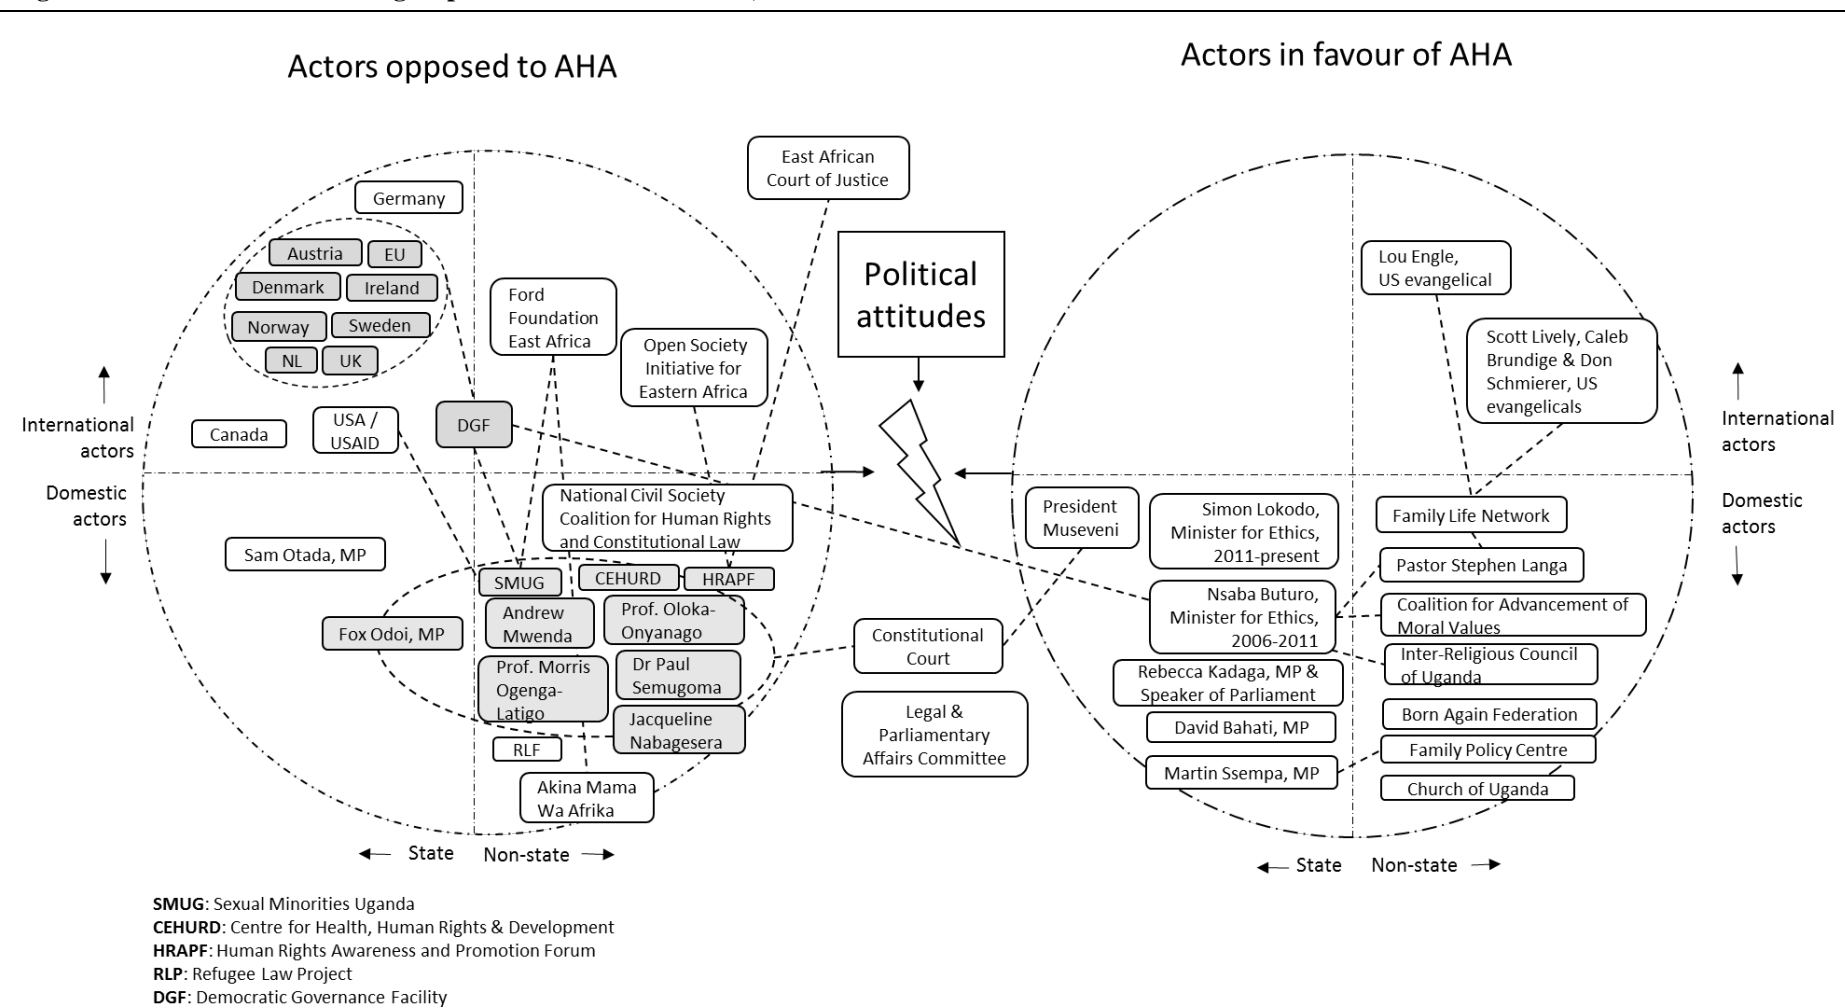 Actors opposed to AHA
Actors in favour of AHA
East African
Court of Justice
Germany
Austria
EU
Denmark
Ireland
Norway
Sweden
NL
UK
Canada
USA /
USAID
DGF
Ford
Foundation
East Africa
Open Society
Initiative for
Eastern Africa
Political
attitudes
Lou Engle,
US evangelical
Scott Lively, Caleb
Brundige & Don
Schmierer, US
evangelicals
International
actors
Domestic
actors
International
actors
Domestic
actors
National Civil Society
Coalition for Human Rights
and Constitutional Law
Sam Otada, MP
SMUG
CEHURD
HRAPF
Fox Odoi, MP
Andrew
Mwenda
Prof. Oloka-
Onyanago
Prof. Morris
Ogenga-
Latigo
Dr Paul
Semugoma
Jacqueline
Nabagesera
RLF
Akina Mama
Wa Afrika
Constitutional
Court
Legal &
Parliamentary
Affairs Committee
President
Museveni
Simon Lokodo,
Minister for Ethics,
2011-present
Nsaba Buturo,
Minister for Ethics,
2006-2011
Rebecca Kadaga, MP &
Speaker of Parliament
David Bahati, MP
Martin Ssempa, MP
Family Life Network
Pastor Stephen Langa
Coalition for Advancement of
Moral Values
Inter-Religious Council
of Uganda
Born Again Federation
Family Policy Centre
Church of Uganda
State
Non-state
State
Non-state
SMUG: Sexual Minorities Uganda
CEHURD: Centre for Health, Human Rights & Development
HRAPF: Human Rights Awareness and Promotion Forum
RLP: Refugee Law Project
DGF: Democratic Governance Facility